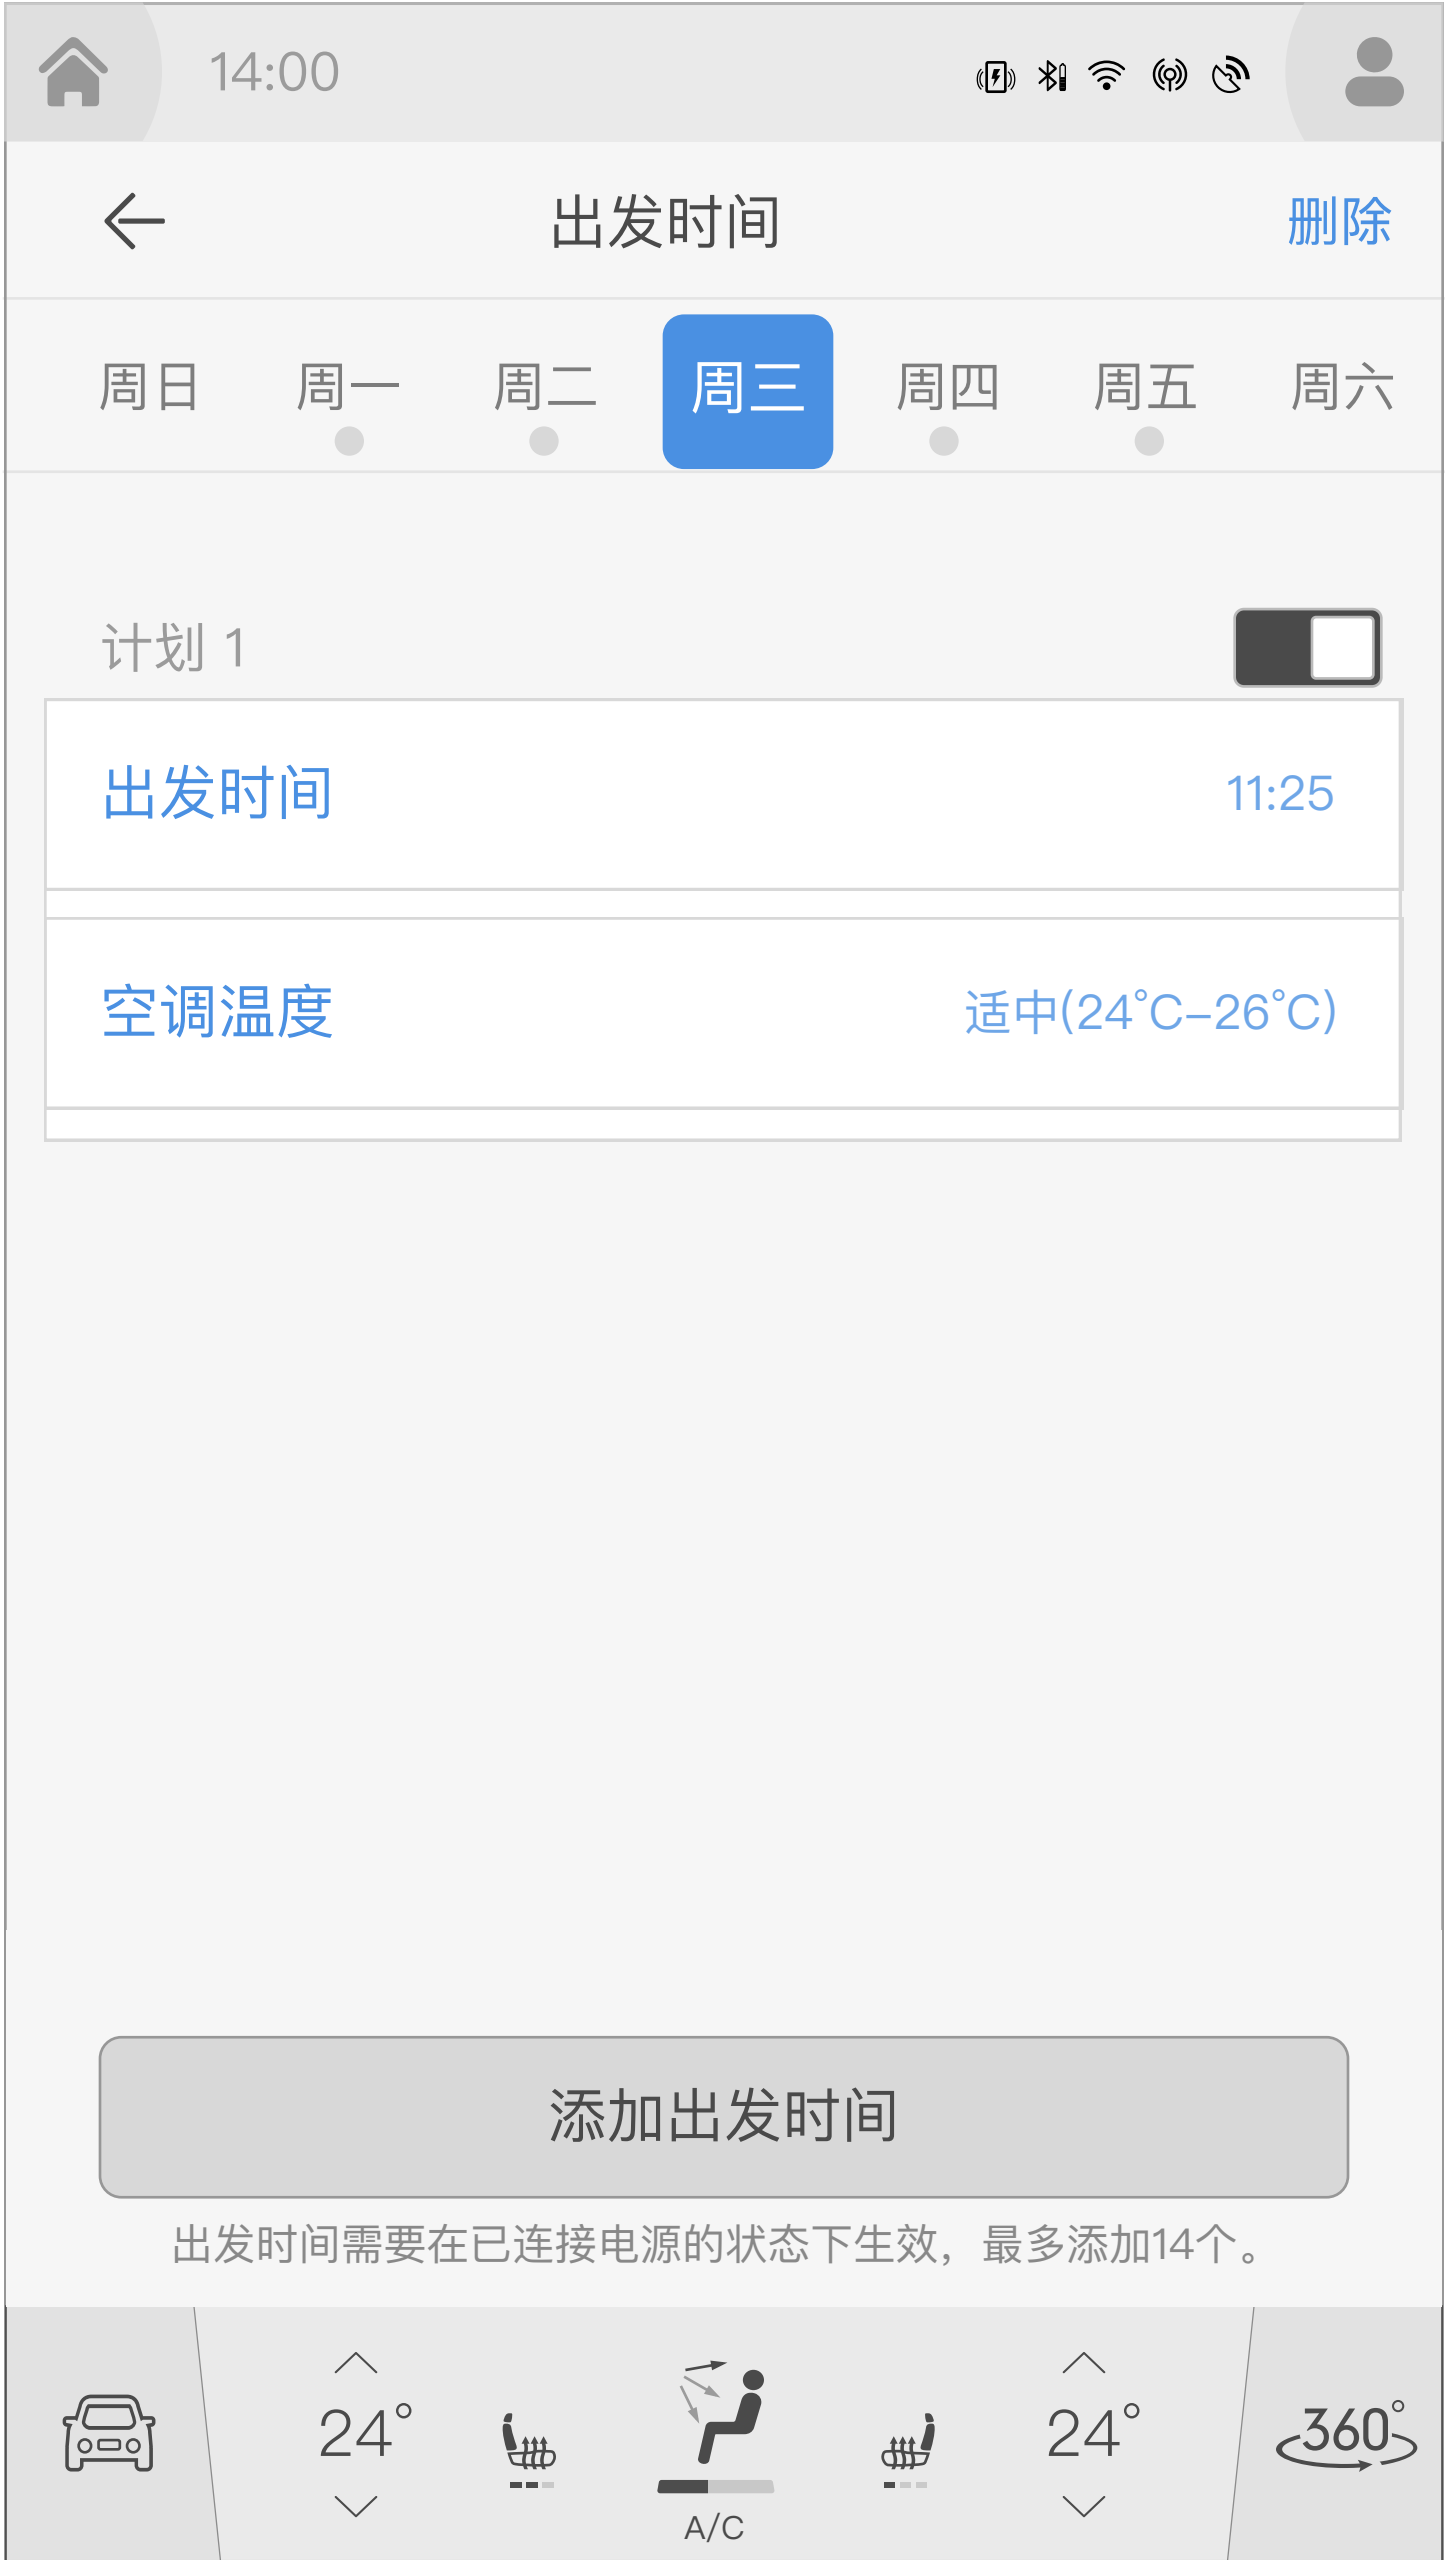 14:00
出发时间 删除
周日 周一 周二 周三 周四 周五 周六
计划 1
出发时间 11:25
空调温度 适中(24°C-26°C)
添加出发时间
出发时间需要在已连接电源的状态下生效，最多添加14个。
24° 24° 360°
A/C